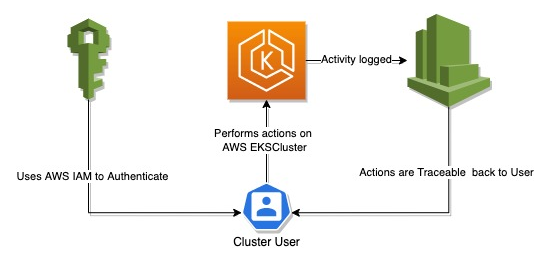 K
Activity logged
Performs actions on
AWS EKSCluster
Uses AWS IAM to Authenticate
Actions are Traceable back to User
Cluster User